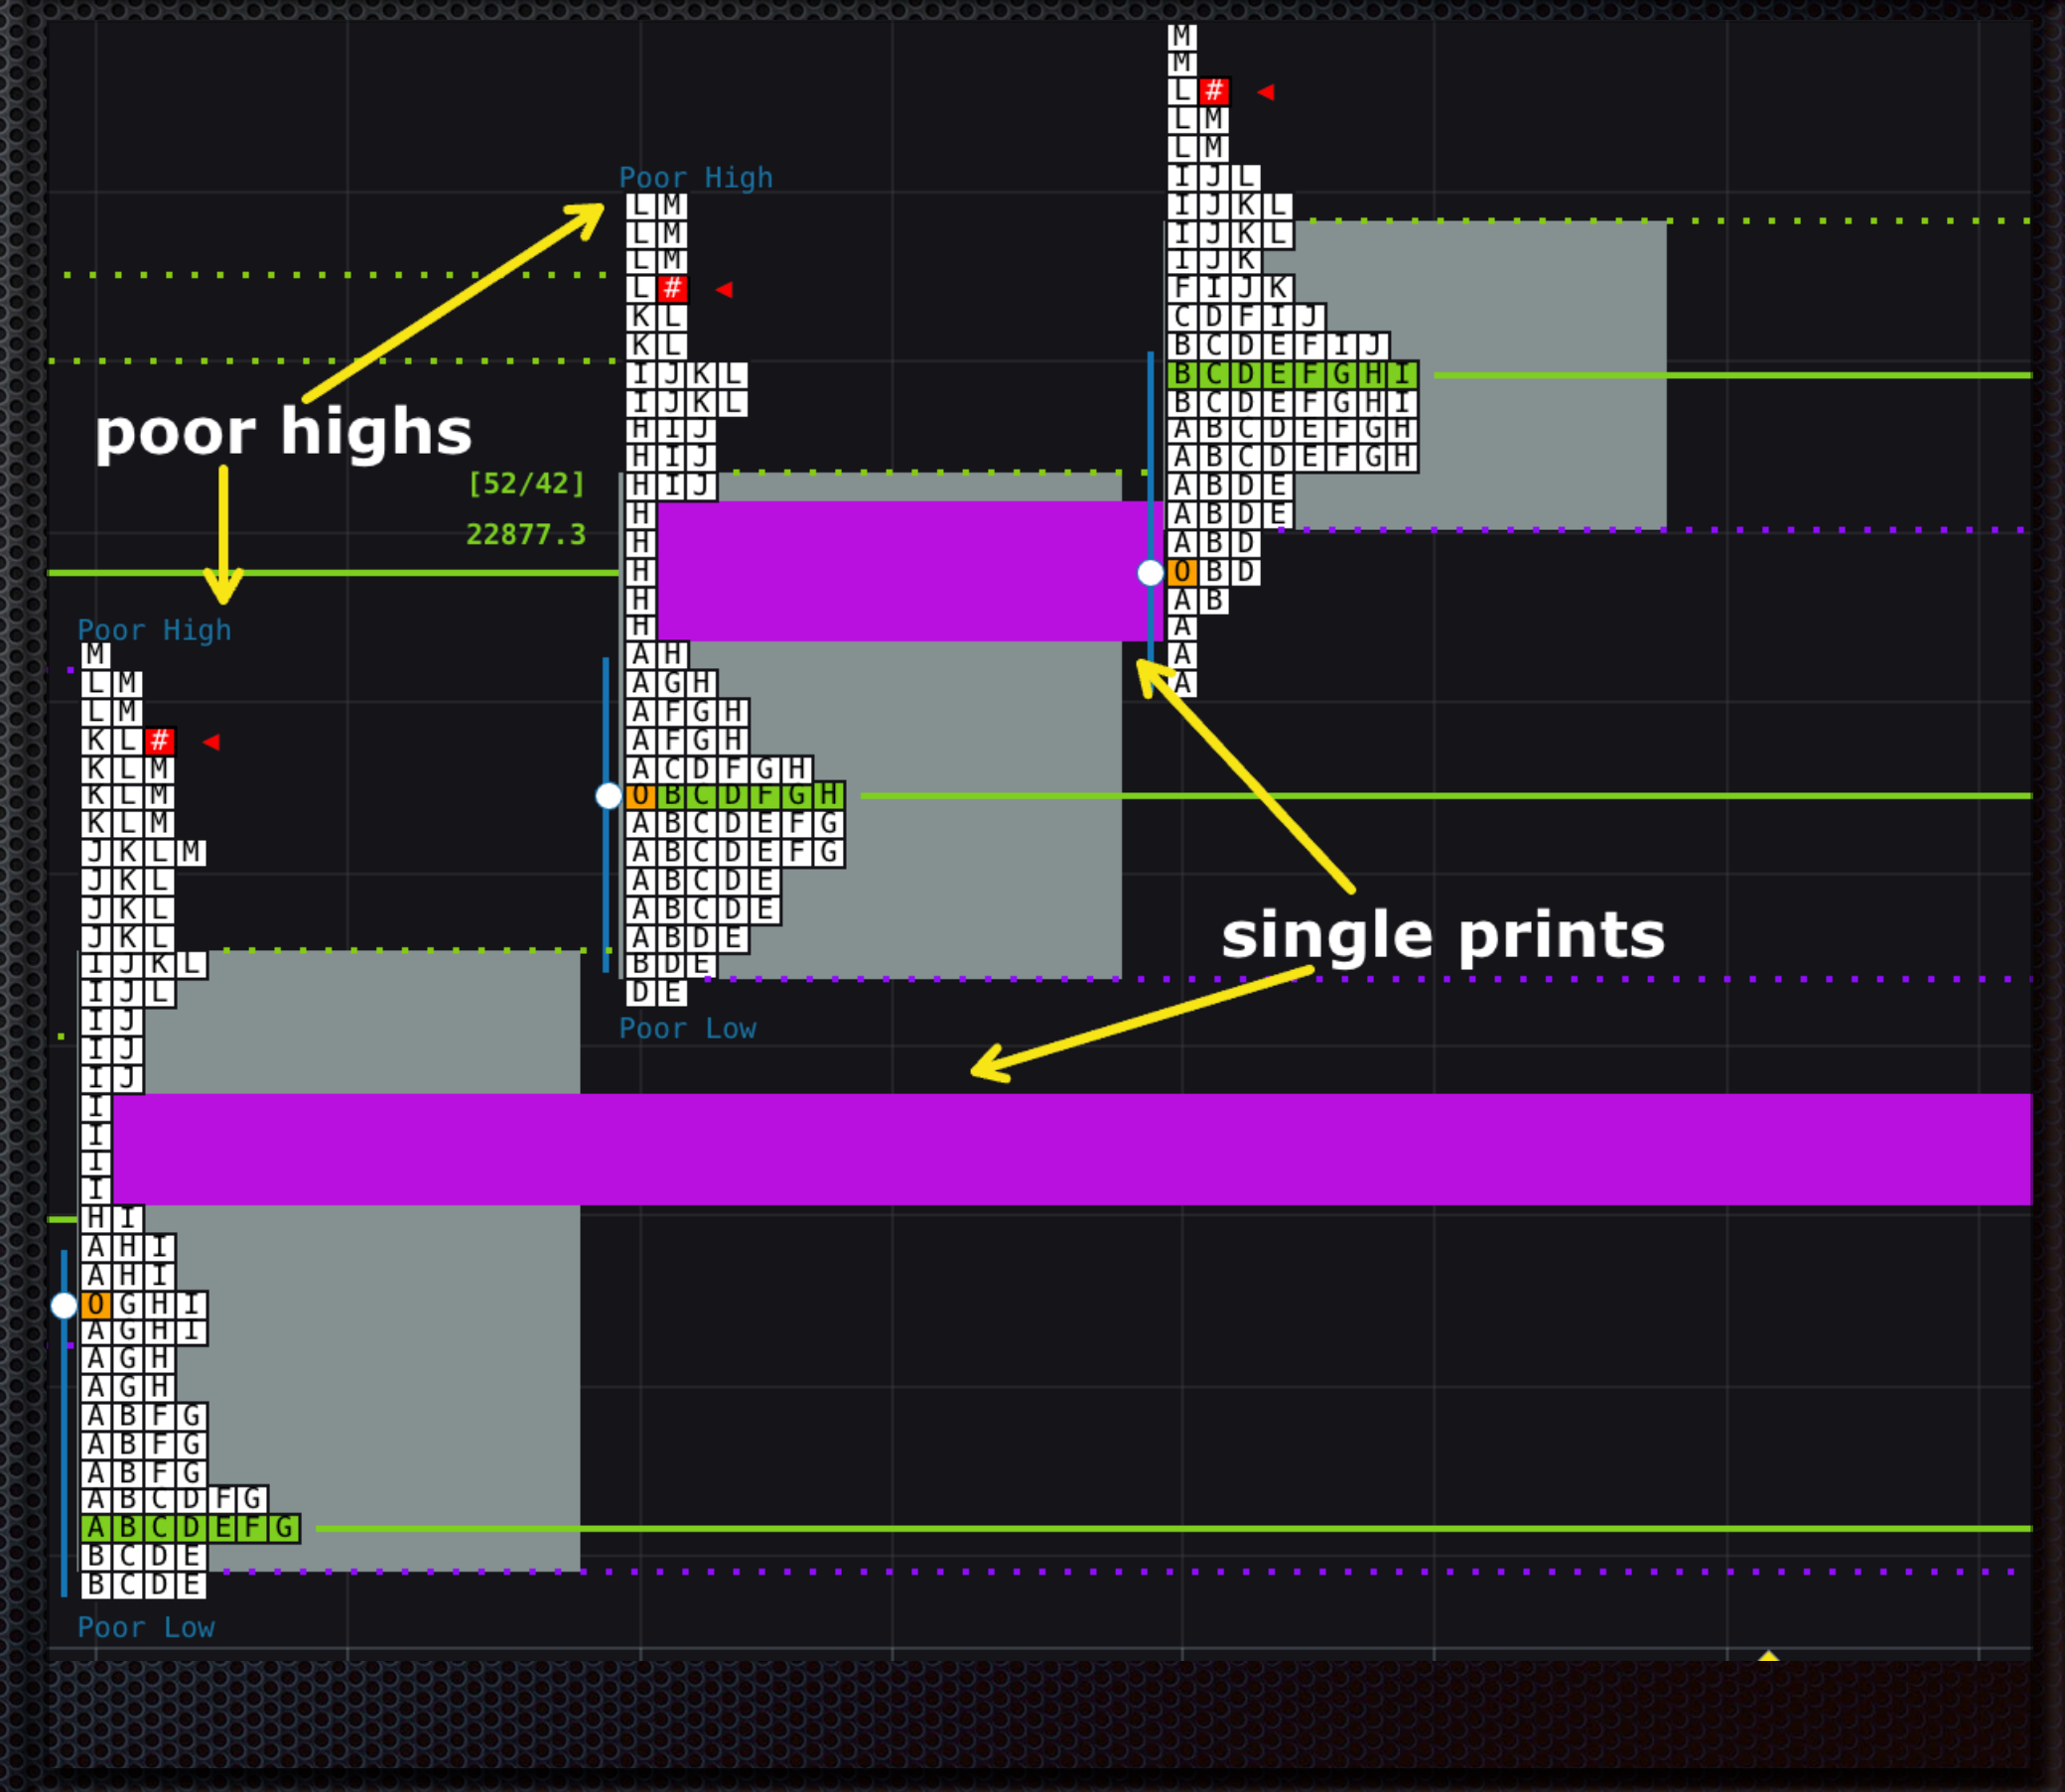 M
M
L #
L M
L M
I J L
I J K L
I J K L
I J K
F I J K
C D F I J
B C D E F I J
B C D E F G H I
B C D E F G H I
A B C D E F G H
A B C D E F G H
A B D E
A B D E
A B D
O B D
A B
A
A
A
Poor High
L M
L M
L M
L #
K L
K L
I J K L
I J K L
H I J
H I J
H I J
H
H
H
H
H
A H
A G H
A F G H
A F G H
A C D F G H
O B C D F G H
A B C D E F G
A B C D E F G
A B C D E
A B C D E
A B D E
B D E
D E
Poor Low
poor highs
[52/42]
22877.3
Poor High
M
L M
L M
K L #
K L M
K L M
K L M
J K L M
J K L
J K L
J K L
I J K L
I J L
I J
I J
I J
I
I
I
I
H I
A H I
A H I
O G H I
A G H I
A G H
A G H
A B F G
A B F G
A B F G
A B C D F G
A B C D E F G
B C D E
B C D E
Poor Low
single prints